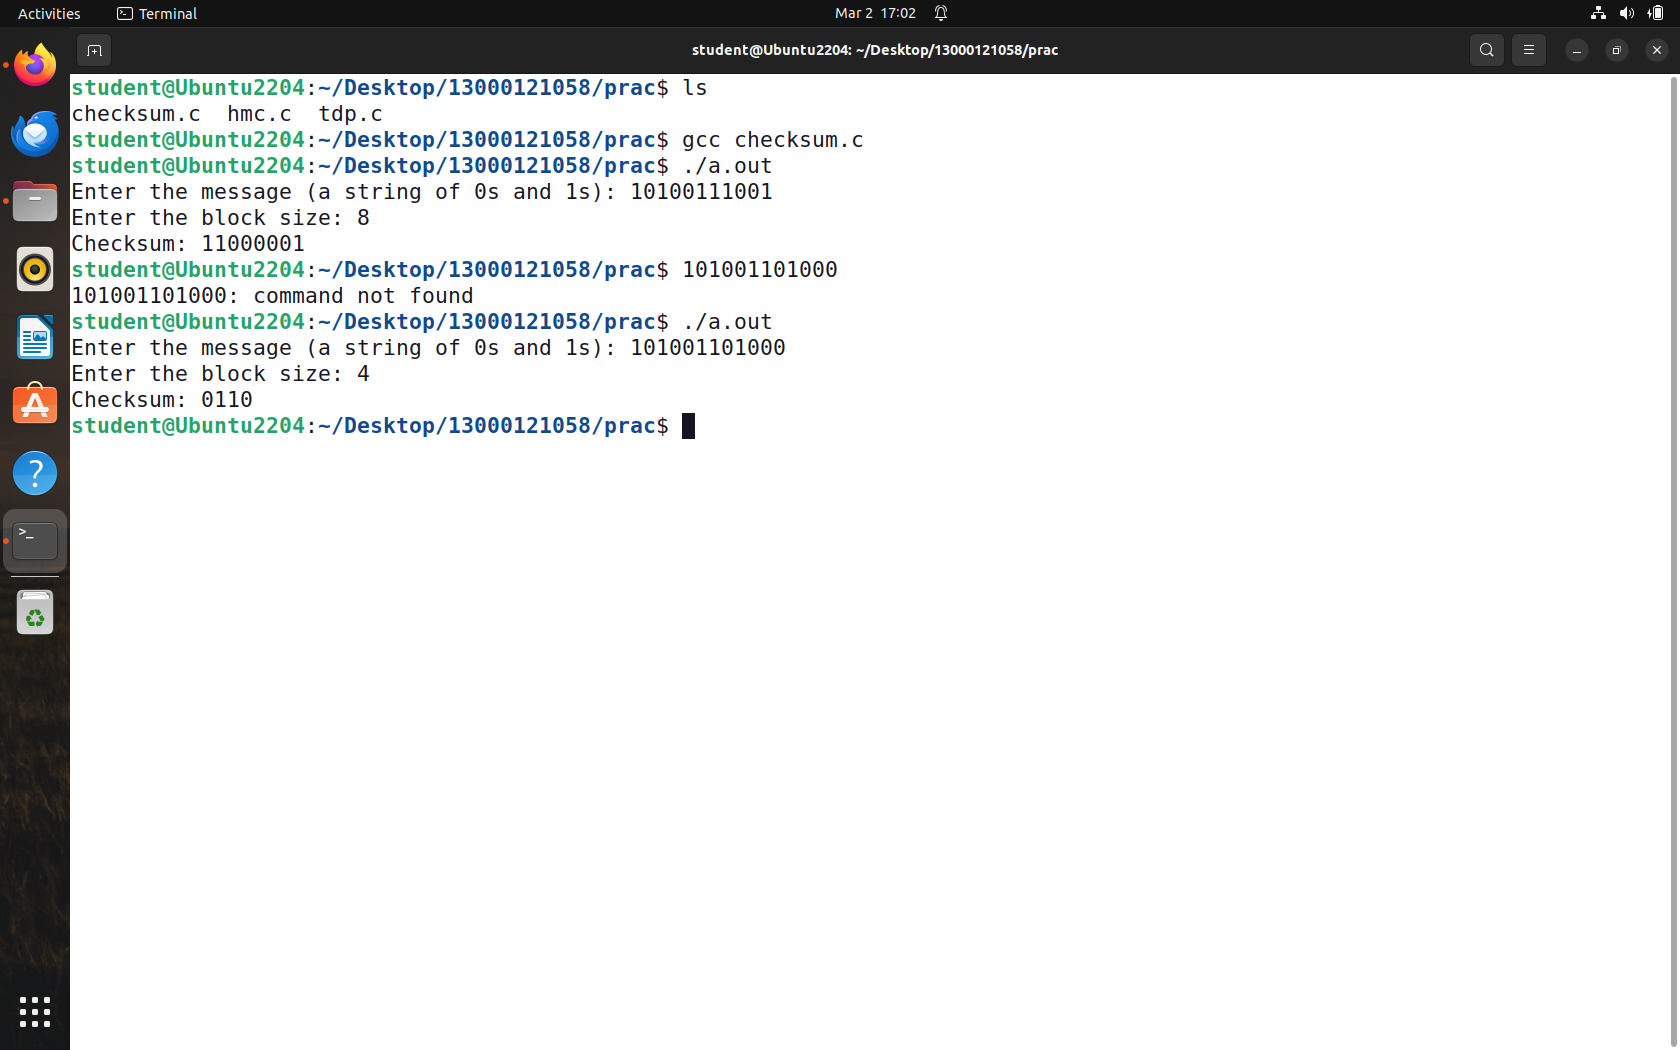 Activities Terminal Mar 2 17:02
student@Ubuntu2204: ~/Desktop/13000121058/prac
student@Ubuntu2204:~/Desktop/13000121058/prac$ ls
checksum.c  hmc.c  tdp.c
student@Ubuntu2204:~/Desktop/13000121058/prac$ gcc checksum.c
student@Ubuntu2204:~/Desktop/13000121058/prac$ ./a.out
Enter the message (a string of 0s and 1s): 10100111001
Enter the block size: 8
Checksum: 11000001
student@Ubuntu2204:~/Desktop/13000121058/prac$ 101001101000
101001101000: command not found
student@Ubuntu2204:~/Desktop/13000121058/prac$ ./a.out
Enter the message (a string of 0s and 1s): 101001101000
Enter the block size: 4
Checksum: 0110
student@Ubuntu2204:~/Desktop/13000121058/prac$